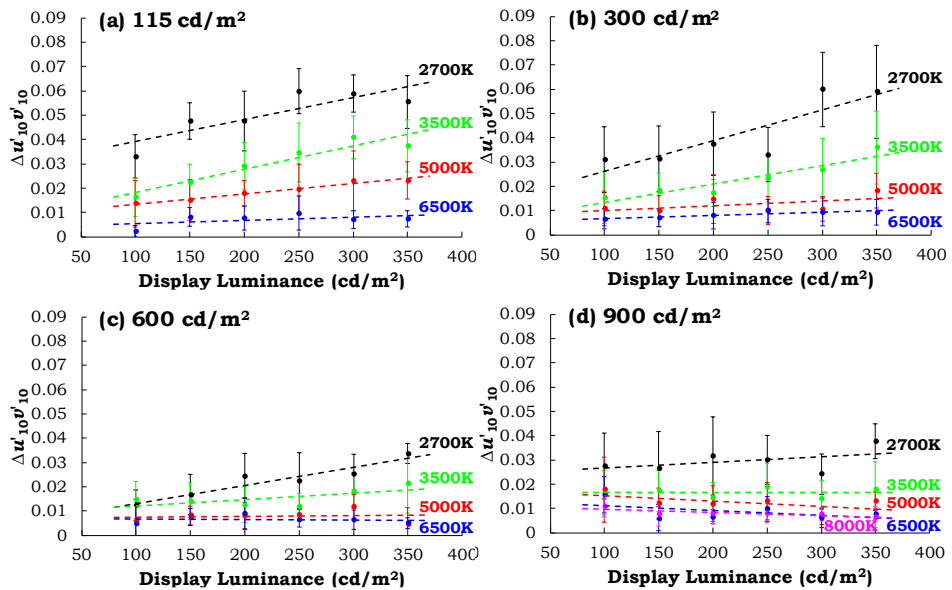 (a) 115 cd/m²
0.09
0.08
0.07
0.06
0.05
0.04
0.03
0.02
0.01
0
Δu'₁₀v'₁₀
2700K
3500K
5000K
6500K
50 100 150 200 250 300 350 400
Display Luminance (cd/m²)
(b) 300 cd/m²
0.09
0.08
0.07
0.06
0.05
0.04
0.03
0.02
0.01
0
Δu'₁₀v'₁₀
2700K
3500K
5000K
6500K
50 100 150 200 250 300 350 400
Display Luminance (cd/m²)
(c) 600 cd/m²
0.09
0.08
0.07
0.06
0.05
0.04
0.03
0.02
0.01
0
Δu'₁₀v'₁₀
2700K
3500K
5000K
6500K
50 100 150 200 250 300 350 400
Display Luminance (cd/m²)
(d) 900 cd/m²
0.09
0.08
0.07
0.06
0.05
0.04
0.03
0.02
0.01
0
Δu'₁₀v'₁₀
2700K
3500K
5000K
8000K
6500K
50 100 150 200 250 300 350 400
Display Luminance (cd/m²)